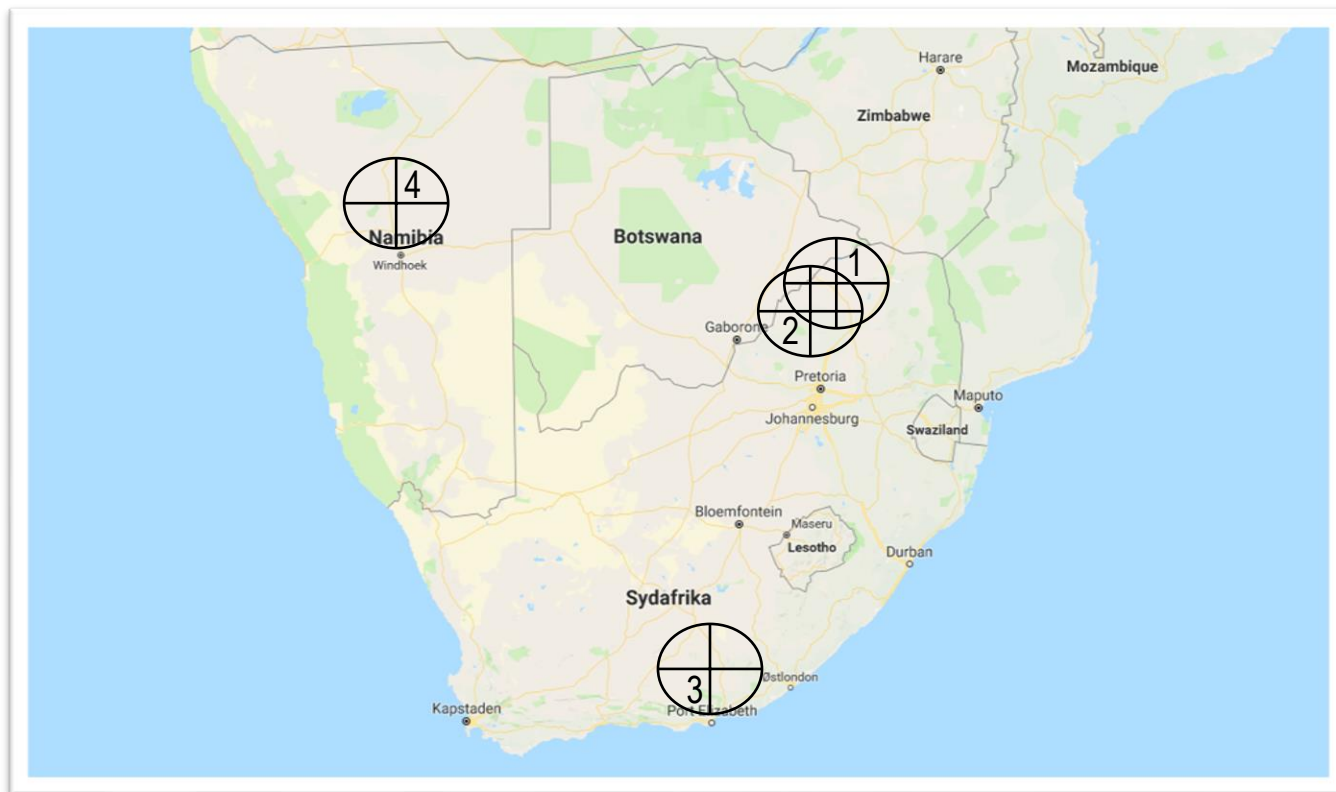 Harare
Mozambique
Zimbabwe
4
Namibia
Windhoek
Botswana
1
2
Gaborone
Pretoria
Johannesburg
Maputo
Swaziland
Bloemfontein
Maseru
Lesotho
Durban
Sydafrika
3
Østlondon
Port Elizabeth
Kapstaden